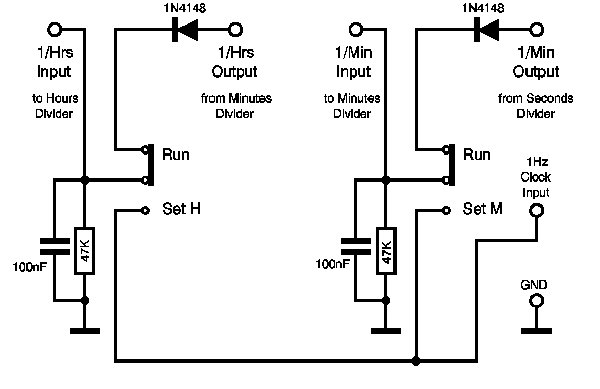 1N4148
1N4148
1/Hrs
Input
1/Hrs
Output
1/Min
Input
1/Min
Output
to Hours
Divider
from Minutes
Divider
to Minutes
Divider
from Seconds
Divider
Run
Run
1Hz
Clock
Input
Set H
Set M
47K
100nF
47K
100nF
GND